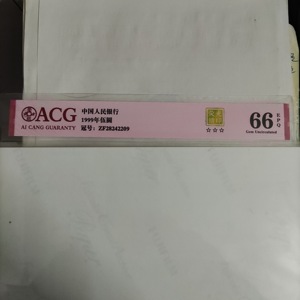 ACG
AI CANG GUARANTY
中国人民银行
1999年伍圆
冠号：ZF28242209
☆☆☆
66
EPQ
Gem Uncirculated